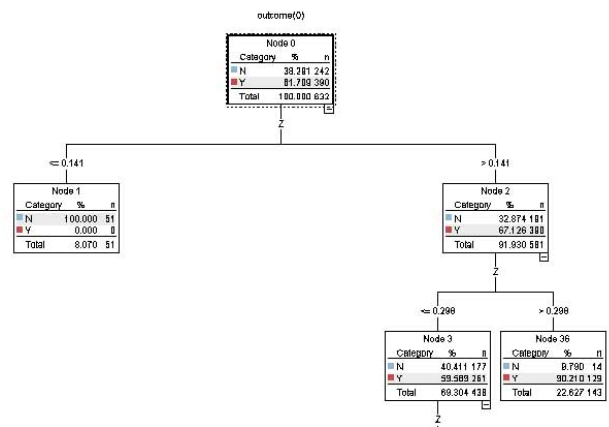 outcome(0)
Node 0
Category % n
N 38.291 242
Y 61.709 390
Total 100.000 632
Z
<= 0.141
> 0.141
Node 1
Category % n
N 100.000 51
Y 0.000 0
Total 8.070 51
Node 2
Category % n
N 32.874 191
Y 67.126 390
Total 91.930 581
Z
<= 0.298
> 0.298
Node 3
Category % n
N 40.411 177
Y 59.589 261
Total 69.304 438
Z
Node 36
Category % n
N 9.790 14
Y 90.210 129
Total 22.627 143